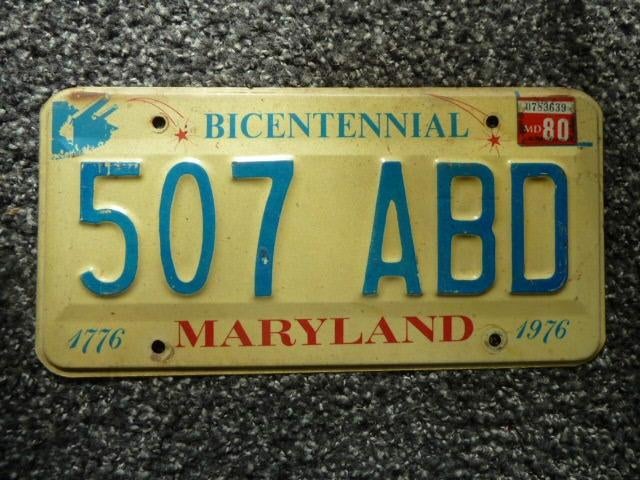 0783639
BICENTENNIAL MD 80
507 ABD
1776 MARYLAND 1976